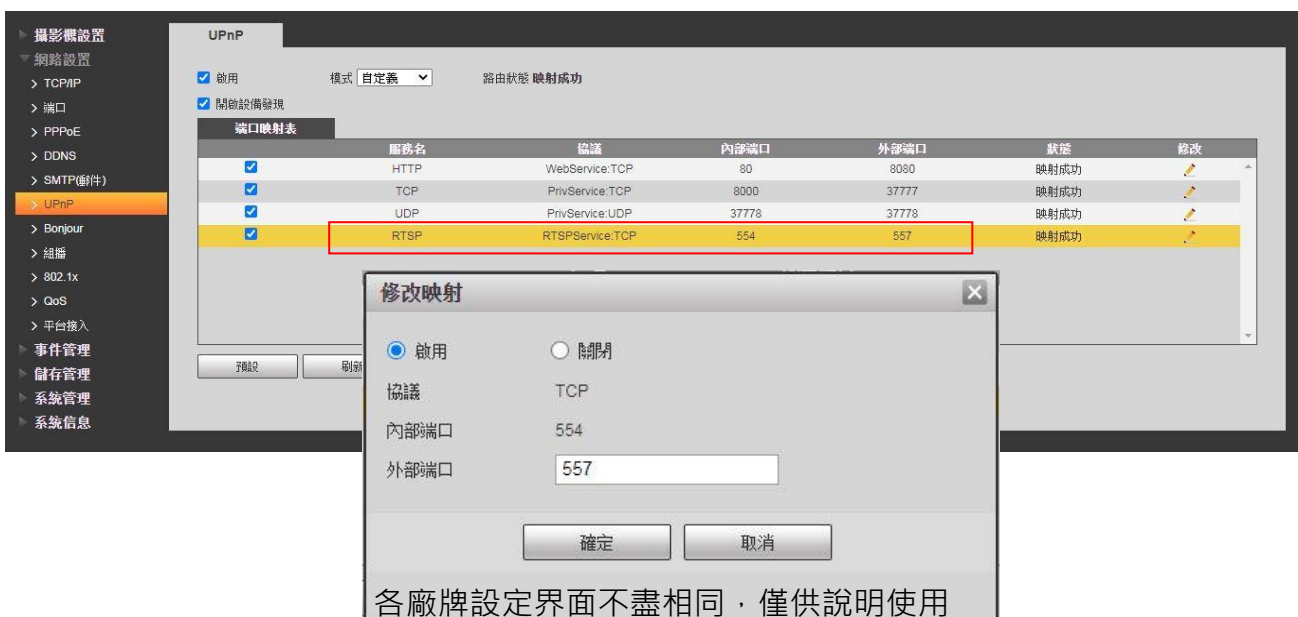 攝影機設置
網路設置
TCP/IP
端口
PPPoE
DDNS
SMTP(郵件)
UPnP
Bonjour
組播
802.1x
QoS
平台接入
事件管理
儲存管理
系統管理
系統信息
UPnP
啟用 模式 自定義 路由狀態 映射成功
開啟設備發現
端口映射表
服務名 協議 內部端口 外部端口 狀態 修改
HTTP WebService:TCP 80 8080 映射成功
TCP PrivService:TCP 8000 37777 映射成功
UDP PrivService:UDP 37778 37778 映射成功
RTSP RTSPService:TCP 554 557 映射成功
預設 刷新
修改映射
啟用 關閉
協議 TCP
內部端口 554
外部端口 557
確定 取消
各廠牌設定界面不盡相同，僅供說明使用